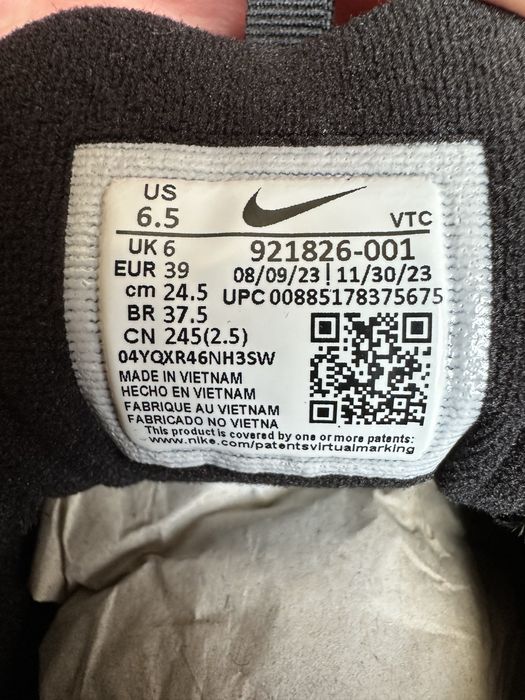 US
6.5
VTC
UK 6
921826-001
EUR 39
08/09/23 | 11/30/23
cm 24.5
UPC 00885178375675
BR 37.5
CN 245(2.5)
04YQXR46NH3SW
MADE IN VIETNAM
HECHO EN VIETNAM
FABRIQUE AU VIETNAM
FABRICADO NO VIETNA
This product is covered by one or more patents:
www.nike.com/patentsvirtualmarking